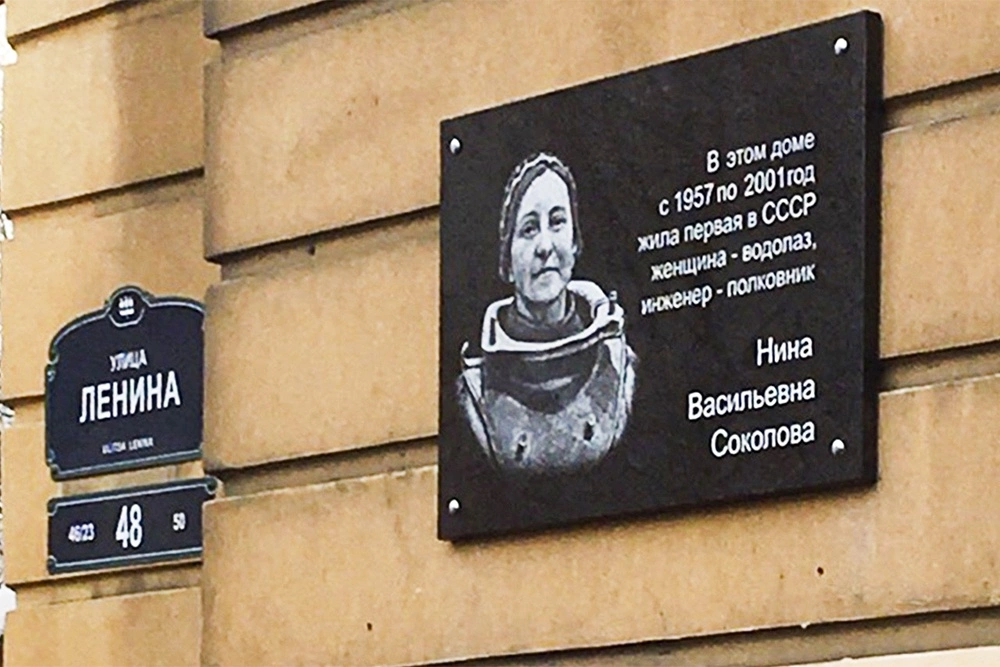 УЛИЦА
ЛЕНИНА
ULITSA LENINA
46/23 48 50
В этом доме
с 1957 по 2001 год
жила первая в СССР
женщина - водолаз,
инженер - полковник
Нина
Васильевна
Соколова